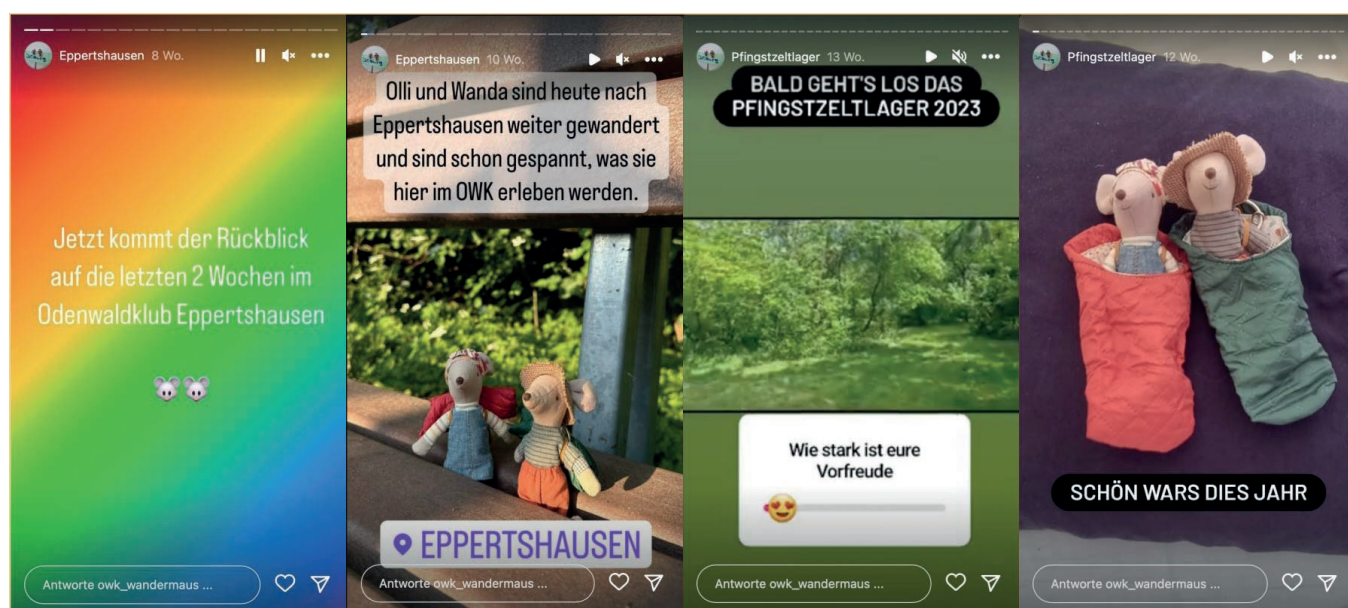 Eppertshausen 8 Wo.
Jetzt kommt der Rückblick
auf die letzten 2 Wochen im
Odenwaldklub Eppertshausen
Antworte owk_wandermaus ...
Eppertshausen 10 Wo.
Olli und Wanda sind heute nach
Eppertshausen weiter gewandert
und sind schon gespannt, was sie
hier im OWK erleben werden.
EPPERTSHAUSEN
Antworte owk_wandermaus ...
Pfingstzeltlager 13 Wo.
BALD GEHT'S LOS DAS
PFINGSTZELTLAGER 2023
Wie stark ist eure
Vorfreude
Antworte owk_wandermaus ...
Pfingstzeltlager 12 Wo.
SCHÖN WARS DIES JAHR
Antworte owk_wandermaus ...